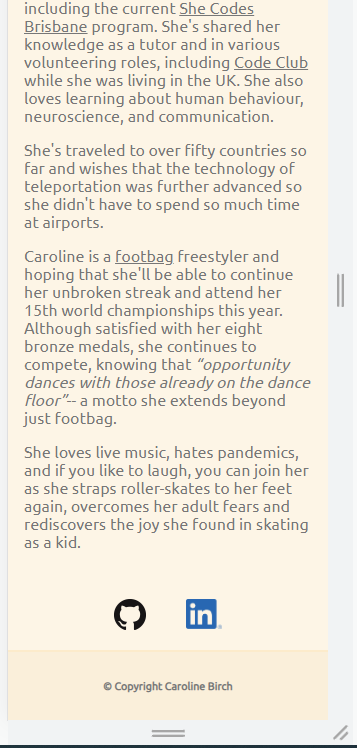 including the current She Codes
Brisbane program. She's shared her
knowledge as a tutor and in various
volunteering roles, including Code Club
while she was living in the UK. She also
loves learning about human behaviour,
neuroscience, and communication.
She's traveled to over fifty countries so
far and wishes that the technology of
teleportation was further advanced so
she didn't have to spend so much time
at airports.
Caroline is a footbag freestyler and
hoping that she'll be able to continue
her unbroken streak and attend her
15th world championships this year.
Although satisfied with her eight
bronze medals, she continues to
compete, knowing that “opportunity
dances with those already on the dance
floor”-- a motto she extends beyond
just footbag.
She loves live music, hates pandemics,
and if you like to laugh, you can join her
as she straps roller-skates to her feet
again, overcomes her adult fears and
rediscovers the joy she found in skating
as a kid.
in
© Copyright Caroline Birch